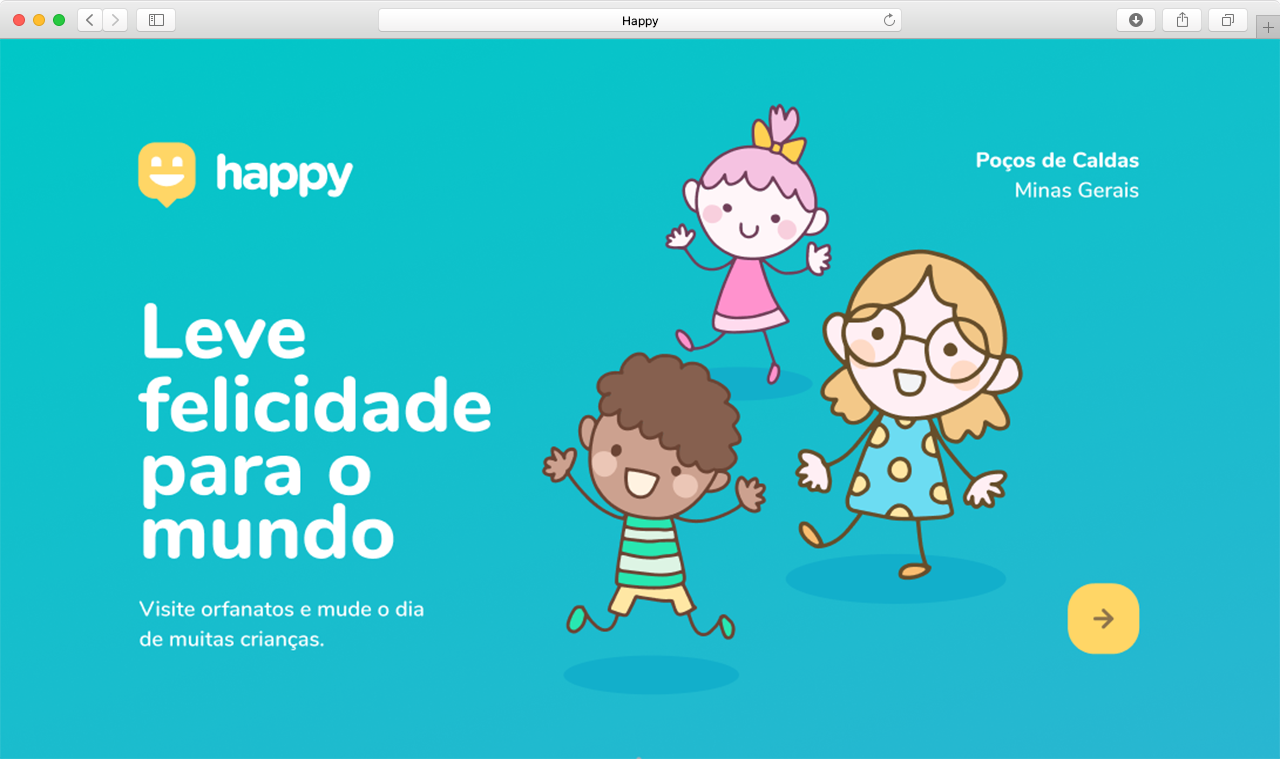 Happy
happy
Poços de Caldas
Minas Gerais
Leve
felicidade
para o
mundo
Visite orfanatos e mude o dia
de muitas crianças.